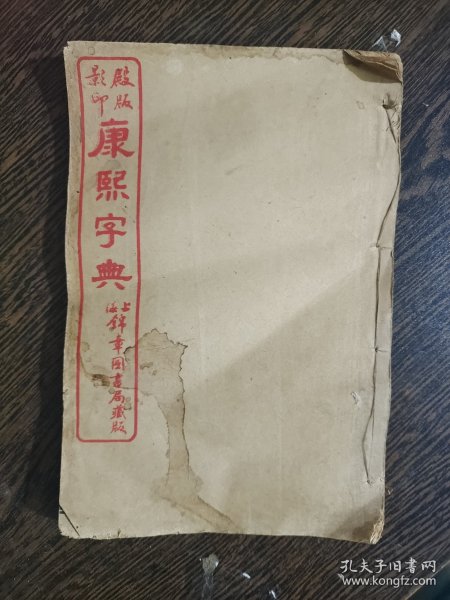 殿版
影印
康熙字典
上海
錦章圖書局藏版
孔夫子旧书网
www.kongfz.com